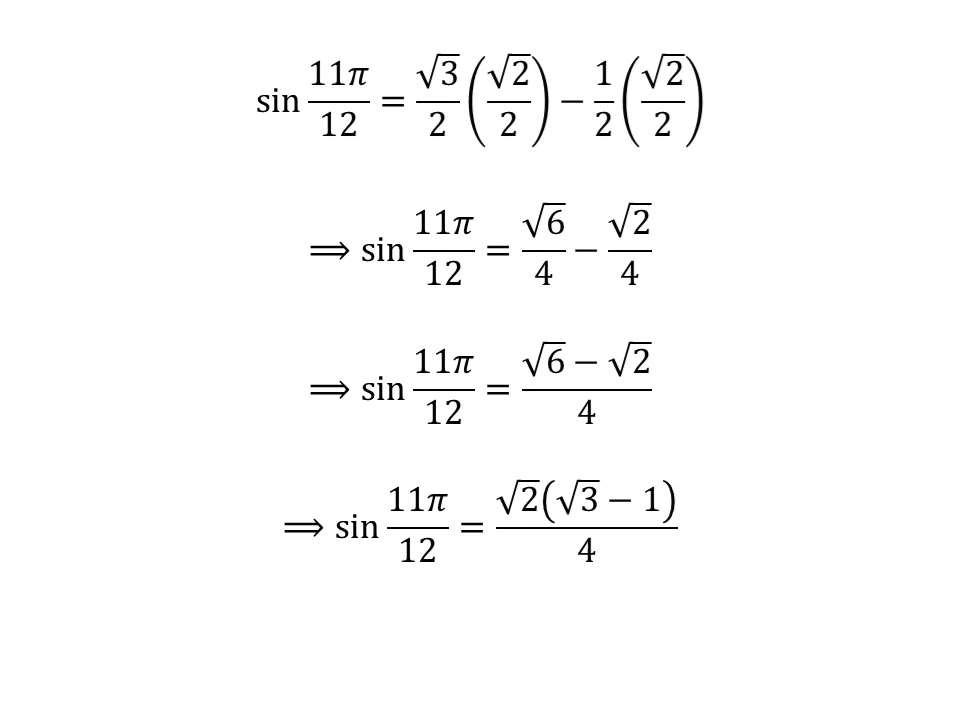 sin 11π/12 = √3/2 (√2/2) − 1/2 (√2/2)
⟹ sin 11π/12 = √6/4 − √2/4
⟹ sin 11π/12 = (√6 − √2)/4
⟹ sin 11π/12 = √2(√3 − 1)/4